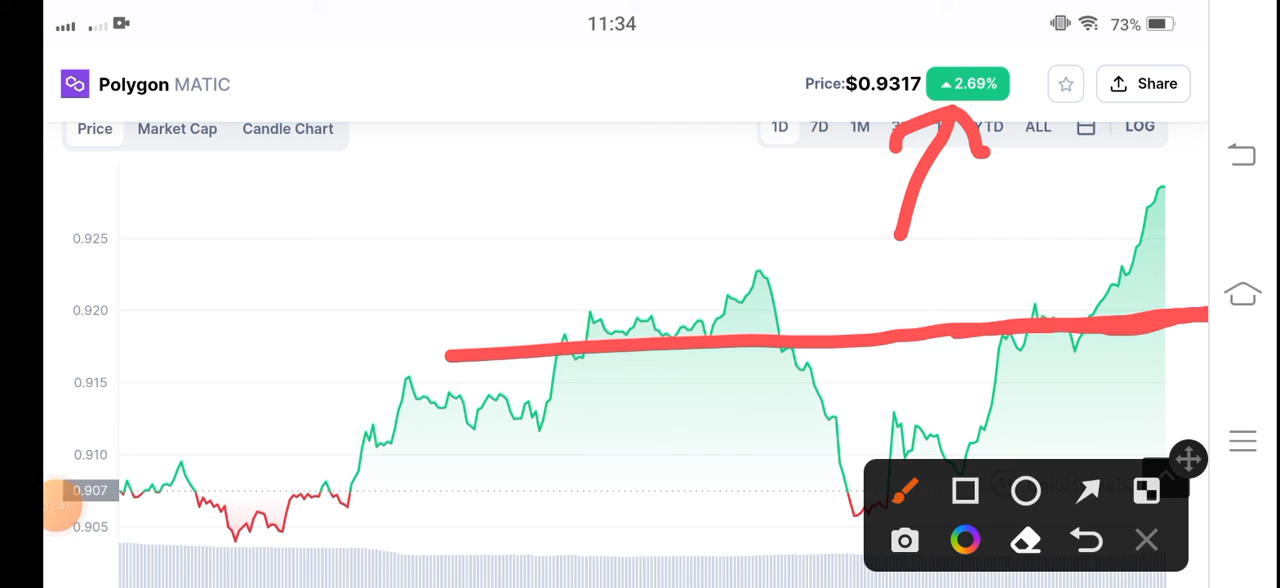 11:34
73%
Polygon MATIC
Price:$0.9317 2.69%
Share
Price Market Cap Candle Chart
1D 7D 1M YTD ALL LOG
0.925
0.920
0.915
0.910
0.907
0.905